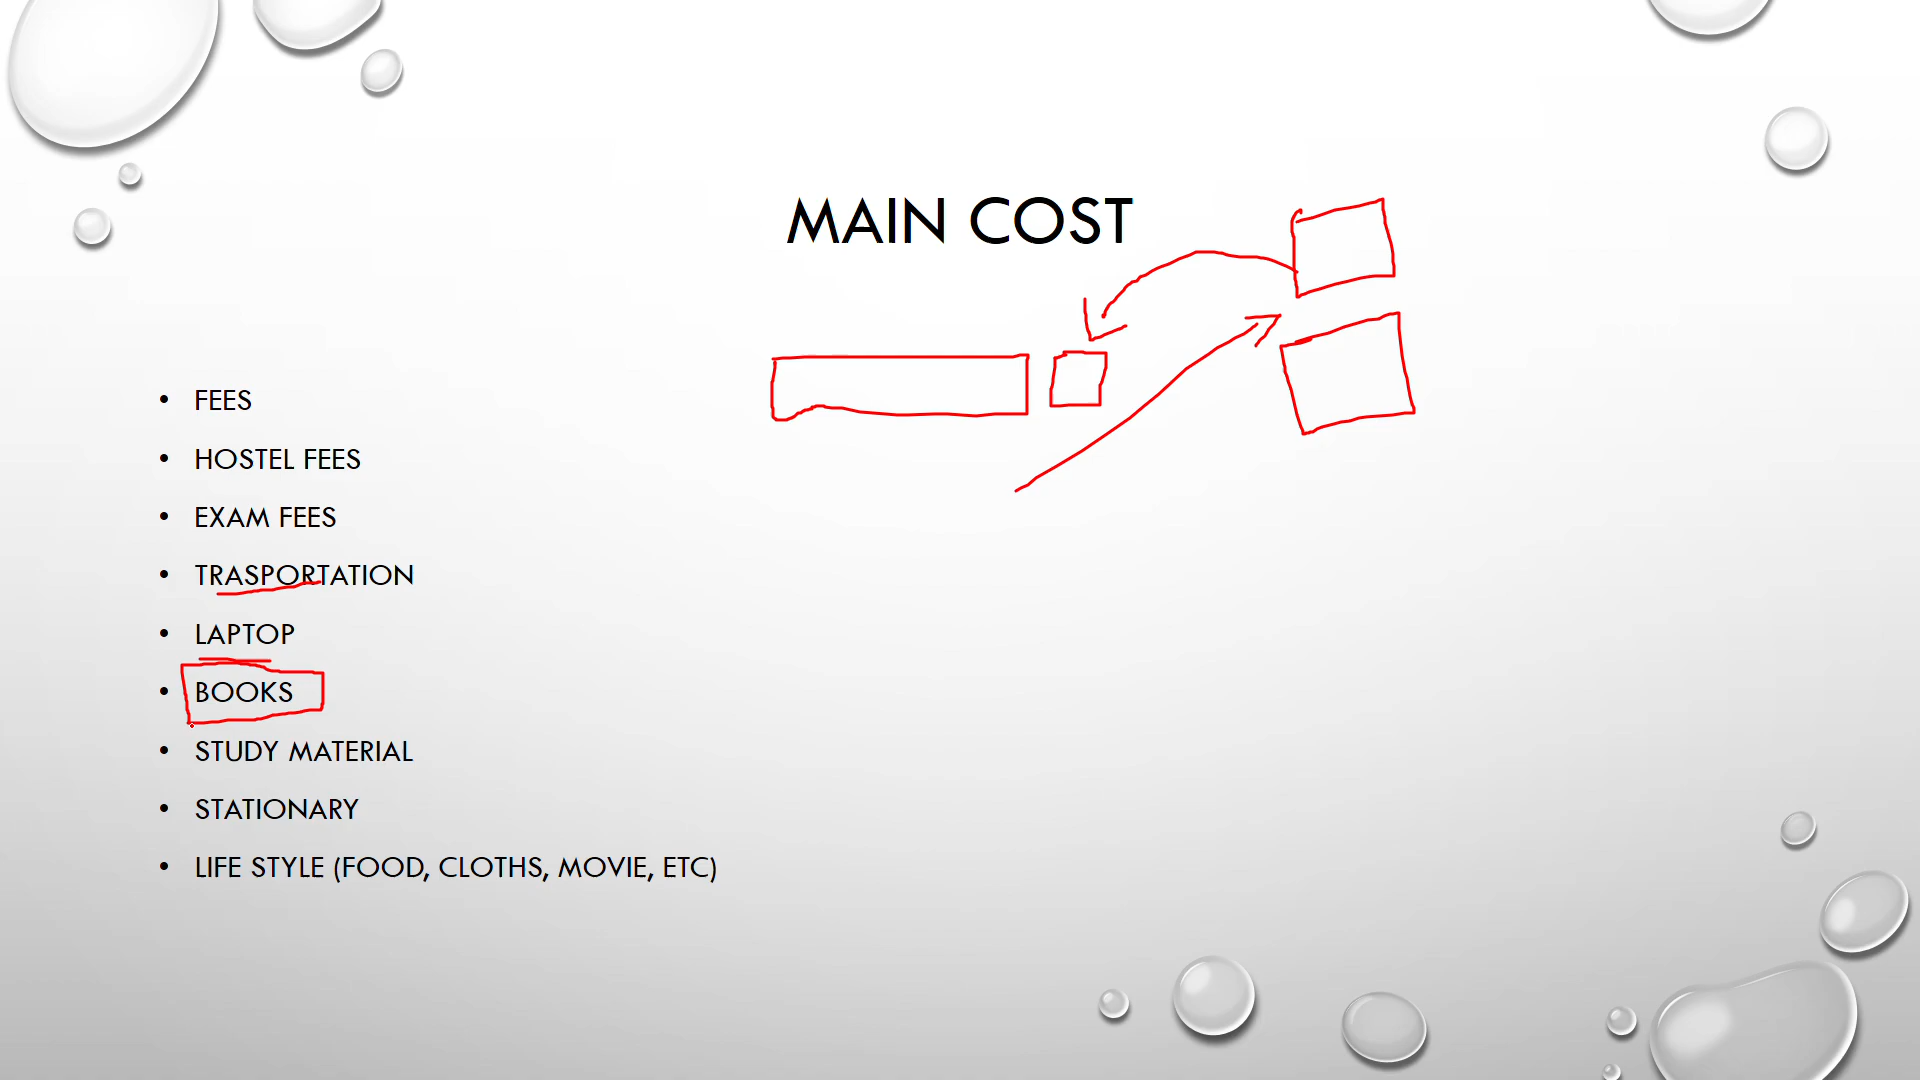 MAIN COST
• FEES
• HOSTEL FEES
• EXAM FEES
• TRASPORTATION
• LAPTOP
• BOOKS
• STUDY MATERIAL
• STATIONARY
• LIFE STYLE (FOOD, CLOTHS, MOVIE, ETC)